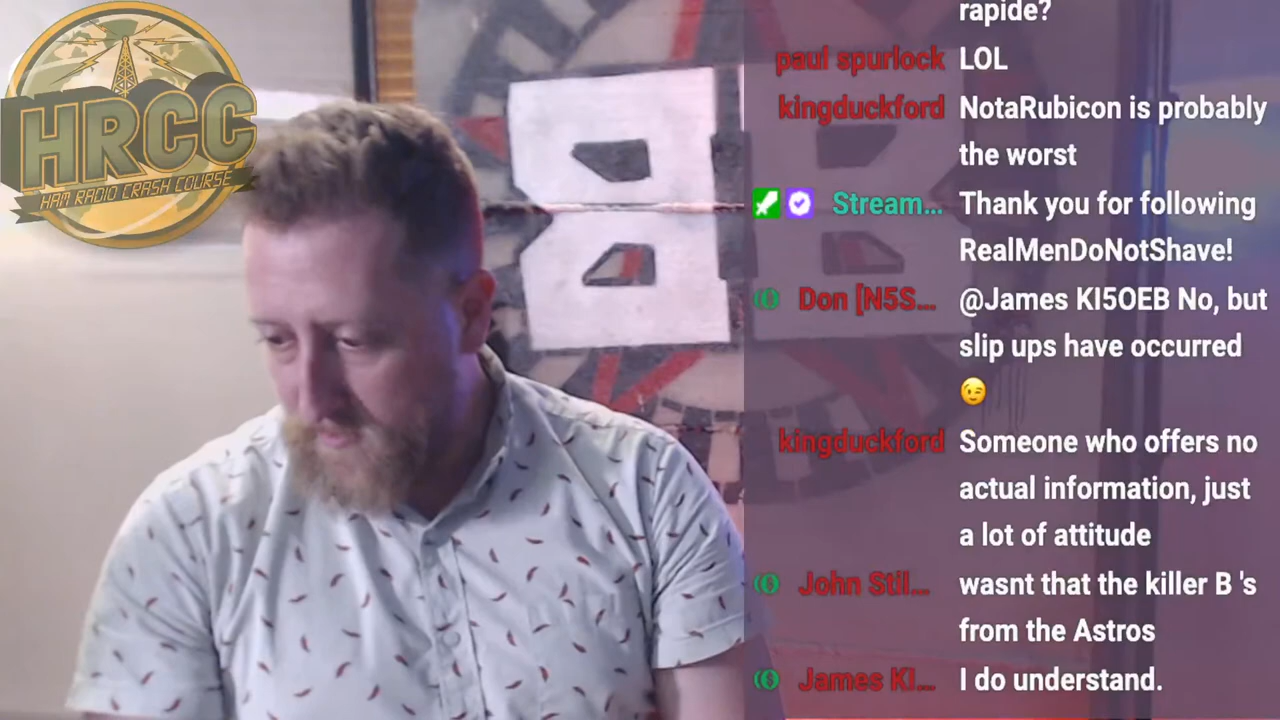 HRCC
HAM RADIO CRASH COURSE
rapide?
paul spurlock LOL
kingduckford NotaRubicon is probably
the worst
Stream... Thank you for following
RealMenDoNotShave!
Don [N5S... @James KI5OEB No, but
slip ups have occurred
😉
kingduckford Someone who offers no
actual information, just
a lot of attitude
John Stil... wasnt that the killer B 's
from the Astros
James KI... I do understand.